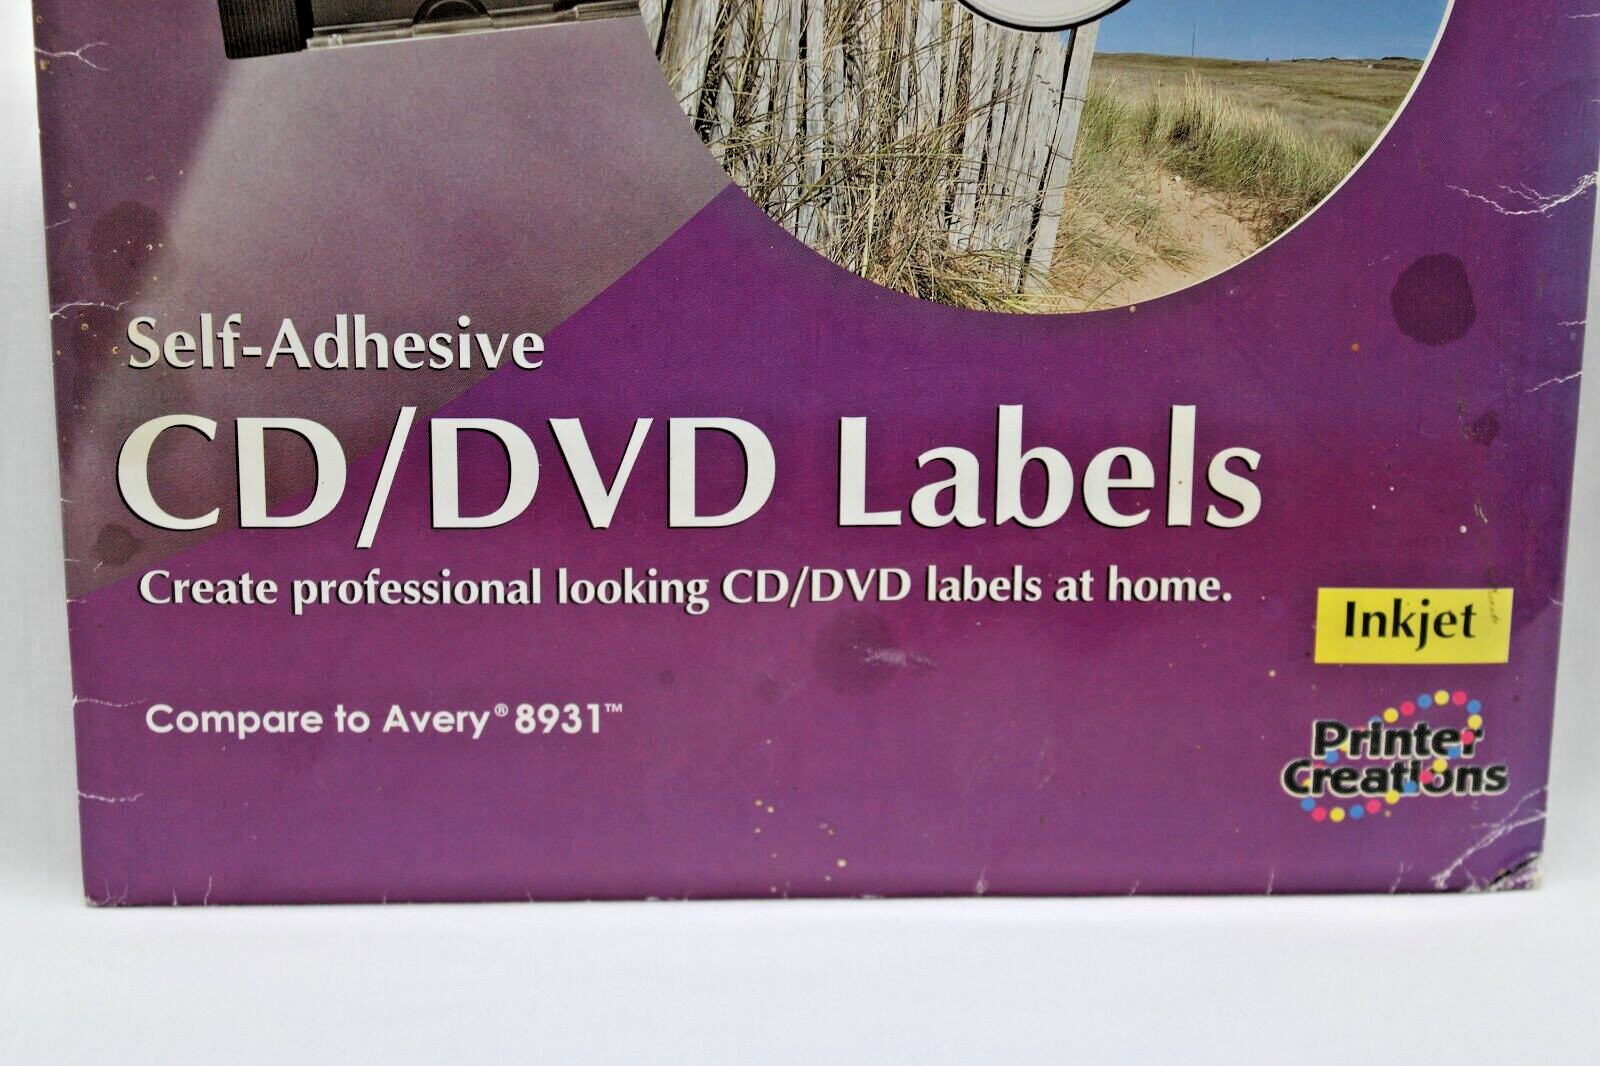 Self-Adhesive
CD/DVD Labels
Create professional looking CD/DVD labels at home.
Inkjet
Compare to Avery® 8931™
Printer
Creations